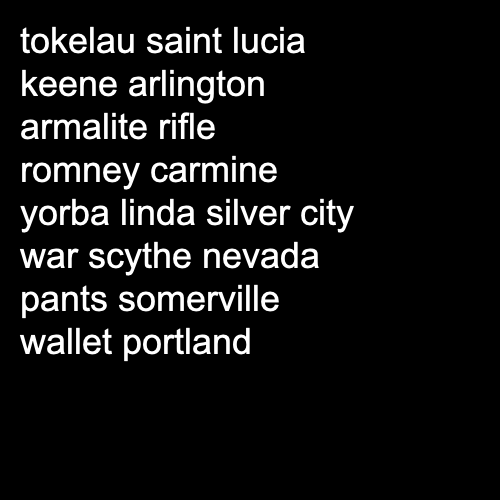 tokelau saint lucia
keene arlington
armalite rifle
romney carmine
yorba linda silver city
war scythe nevada
pants somerville
wallet portland